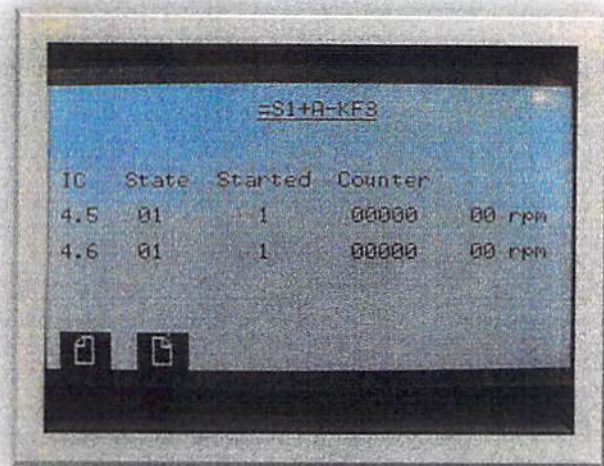 =S1+A-KF3
IC State Started Counter
4.5 01 1 00000 00 rpm
4.6 01 1 00000 00 rpm